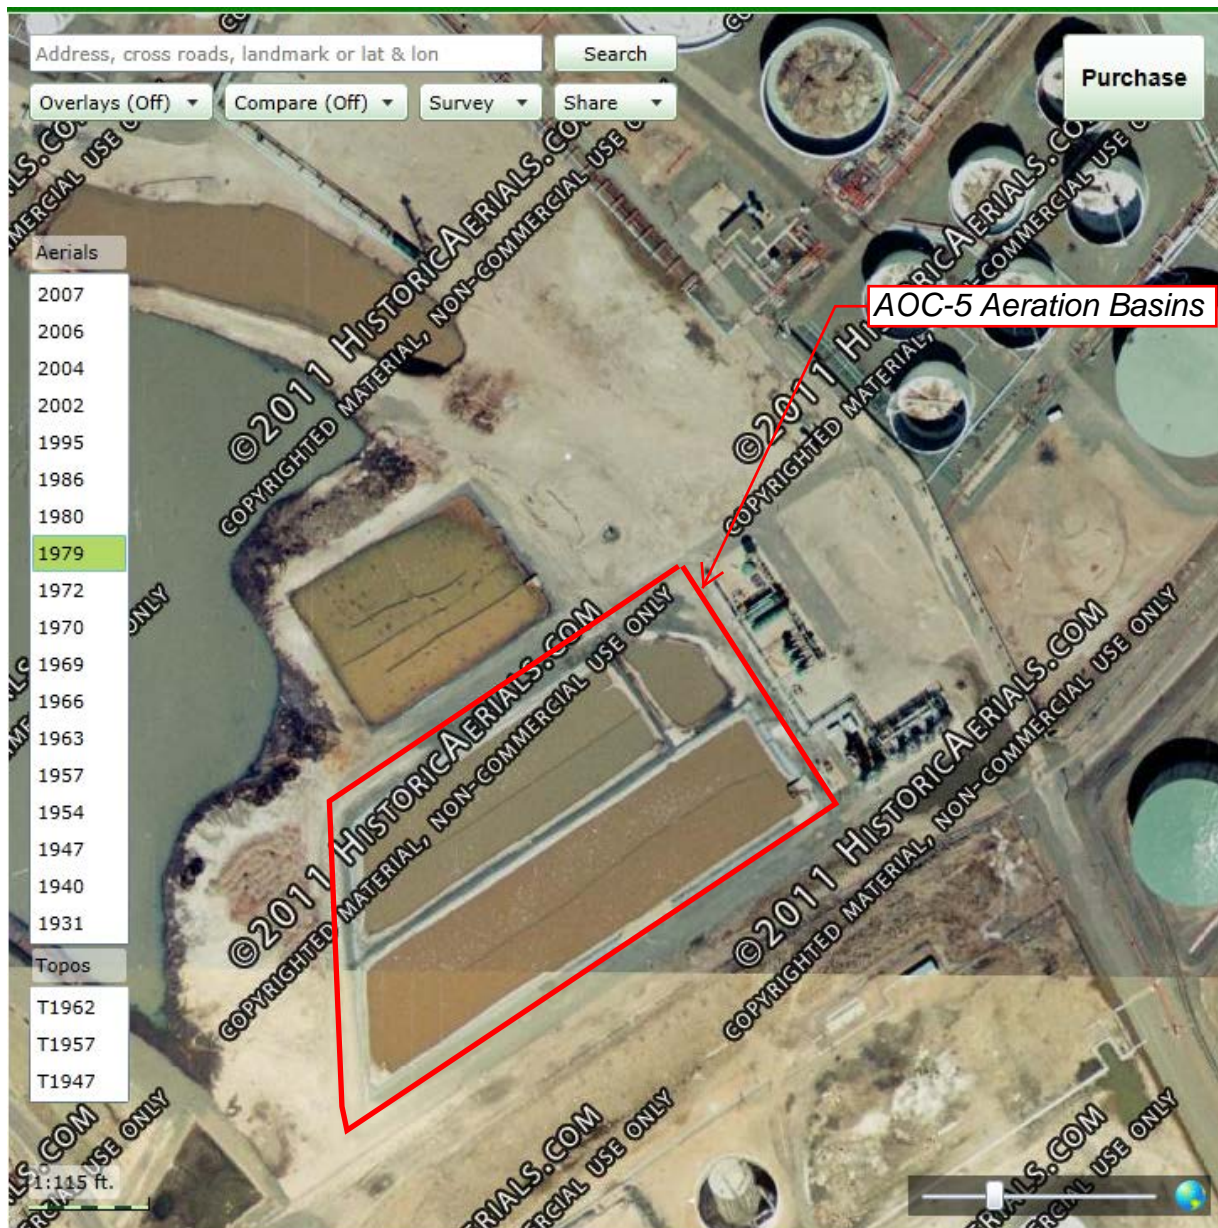 Address, cross roads, landmark or lat & lon
Search
Purchase
Overlays (Off)
Compare (Off)
Survey
Share
Aerials
2007
2006
2004
2002
1995
1986
1980
1979
1972
1970
1969
1966
1963
1957
1954
1947
1940
1931
Topos
T1962
T1957
T1947
AOC-5 Aeration Basins
©2011 HISTORICAERIALS.COM
COPYRIGHTED MATERIAL, NON-COMMERCIAL USE ONLY
©2011 HISTORICAERIALS.COM
COPYRIGHTED MATERIAL, NON-COMMERCIAL USE ONLY
©2011 HISTORICAERIALS.COM
COPYRIGHTED MATERIAL, NON-COMMERCIAL USE ONLY
©2011 HISTORICAERIALS.COM
COPYRIGHTED MATERIAL, NON-COMMERCIAL USE ONLY
1:115 ft.